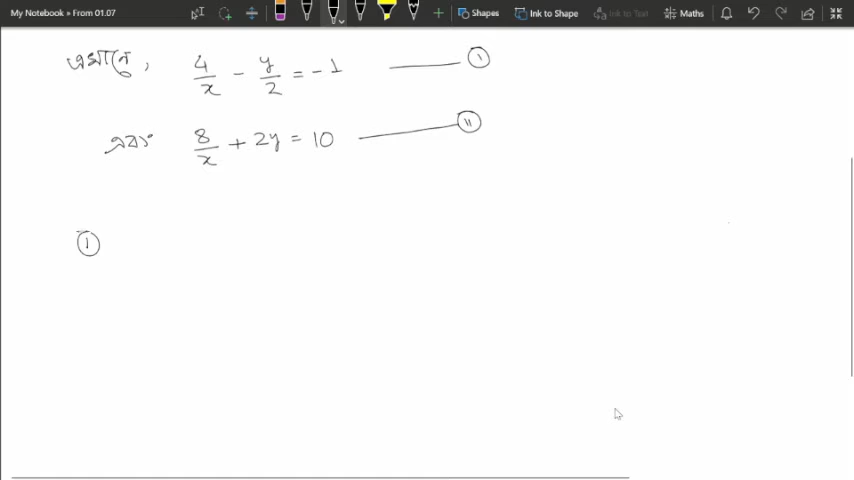 My Notebook » From 01.07
Shapes Ink to Shape Ink to Text Maths
এখানে, 4/x - y/2 = -1 ——— (i)
এবং 8/x + 2y = 10 ——— (ii)
(i)